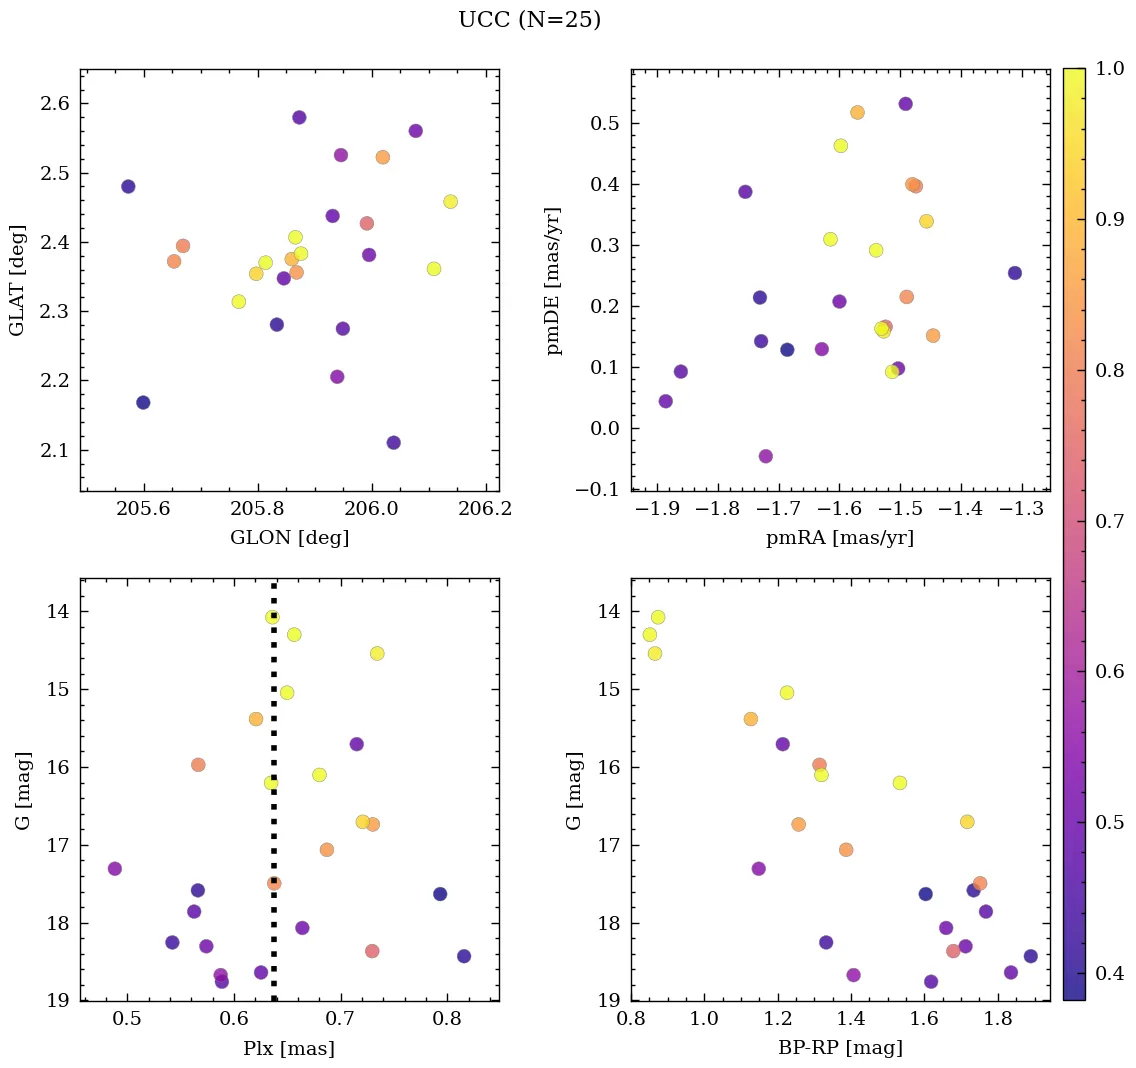 UCC (N=25)
2.6
2.5
2.4
2.3
2.2
2.1
GLAT [deg]
205.6 205.8 206.0 206.2
GLON [deg]
0.5
0.4
0.3
0.2
0.1
0.0
−0.1
pmDE [mas/yr]
−1.9 −1.8 −1.7 −1.6 −1.5 −1.4 −1.3
pmRA [mas/yr]
14
15
16
17
18
19
G [mag]
0.5 0.6 0.7 0.8
Plx [mas]
14
15
16
17
18
19
G [mag]
0.8 1.0 1.2 1.4 1.6 1.8
BP-RP [mag]
1.0
0.9
0.8
0.7
0.6
0.5
0.4